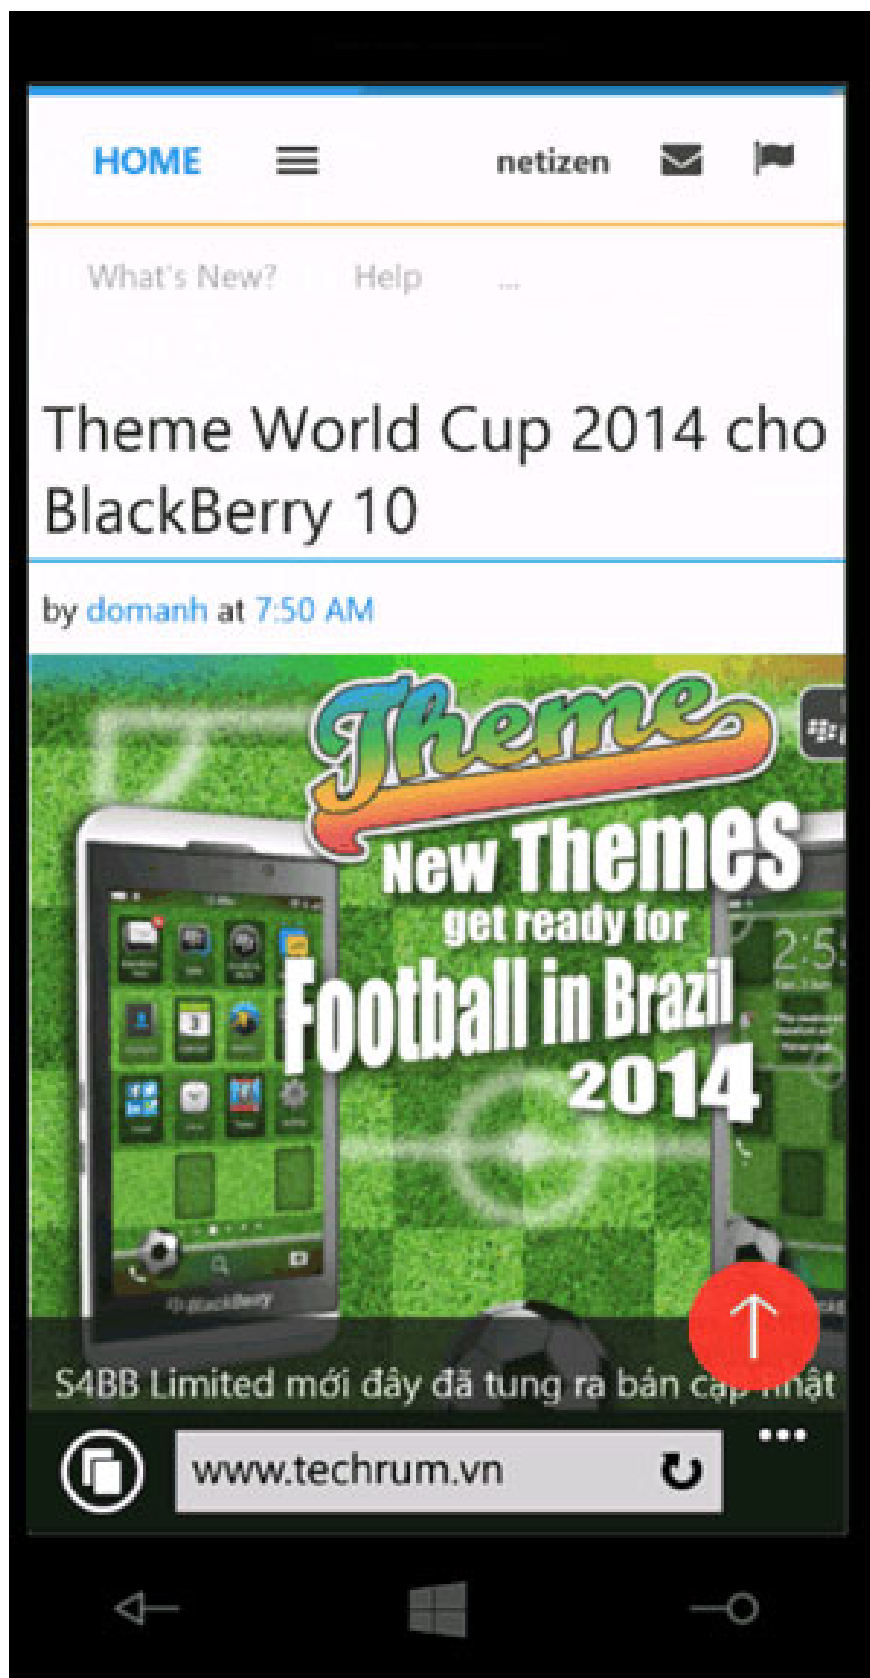 HOME netizen
What's New? Help ...
Theme World Cup 2014 cho
BlackBerry 10
by domanh at 7:50 AM
Theme
New Themes
get ready for
Football in Brazil
2014
BlackBerry
S4BB Limited mới đây đã tung ra bản cập nhật
www.techrum.vn